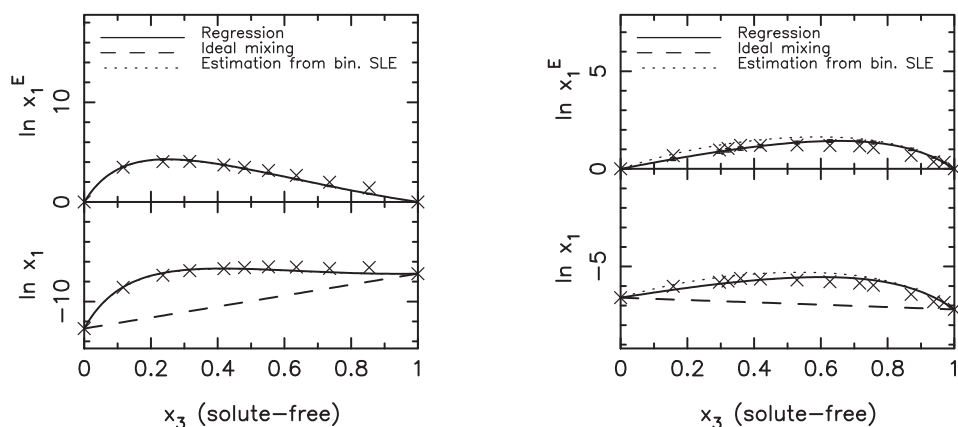 Regression
Ideal mixing
Estimation from bin. SLE
ln x₁ᴱ
10
0
ln x₁
−10
0 0.2 0.4 0.6 0.8 1
x₃ (solute−free)
Regression
Ideal mixing
Estimation from bin. SLE
ln x₁ᴱ
5
0
ln x₁
−5
0 0.2 0.4 0.6 0.8 1
x₃ (solute−free)